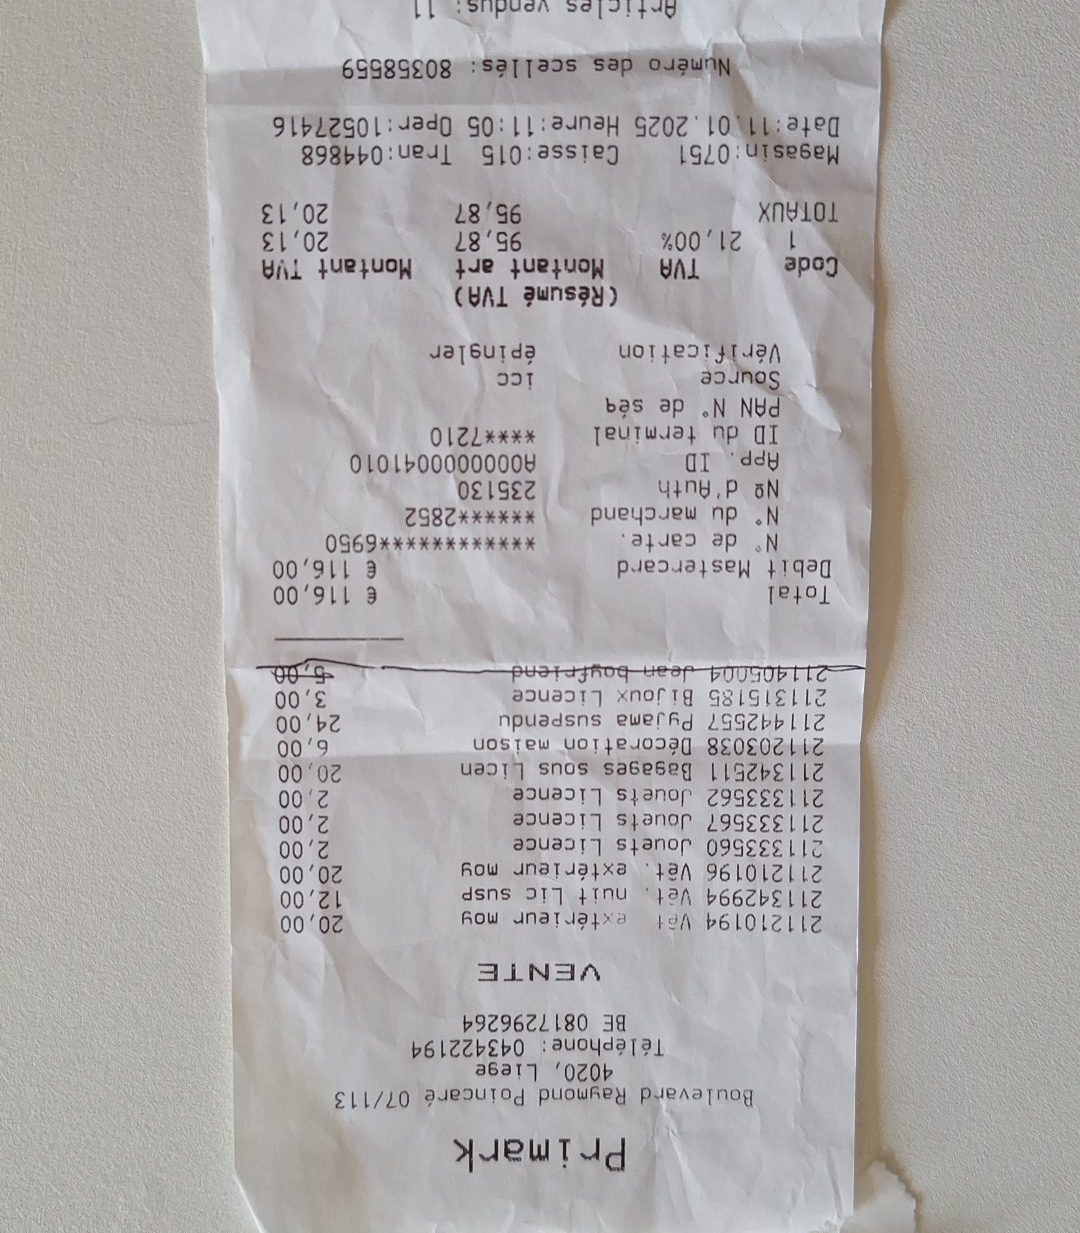 Primark
Boulevard Raymond Poincaré 07/113
4020, Liege
Téléphone: 043422194
BE 0817296264
VENTE
211210194 Vêt. extérieur moy 20,00
211342994 Vêt. nuit Lic susp 12,00
211210196 Vêt. extérieur moy 20,00
211333560 Jouets Licence 2,00
211333567 Jouets Licence 2,00
211333562 Jouets Licence 2,00
211342511 Bagages sous Licen 20,00
211203038 Décoration maison 6,00
211442557 Pyjama suspendu 24,00
211315185 Bijoux Licence 3,00
211405004 Jean boyfriend 5,00
Total € 116,00
Debit Mastercard € 116,00
N° de carte. ************6950
N° du marchand ******2852
Nº d'Auth 235130
App. ID A0000000041010
ID du terminal ****7210
PAN N° de séq
Source icc
Vérification épingler
(Résumé TVA)
Code TVA Montant art Montant TVA
1 21,00% 95,87 20,13
TOTAUX 95,87 20,13
Magasin:0751 Caisse:015 Tran:044868
Date:11.01.2025 Heure:11:05 Oper:10527416
Numéro des scellés: 80358559
Articles vendus: 11